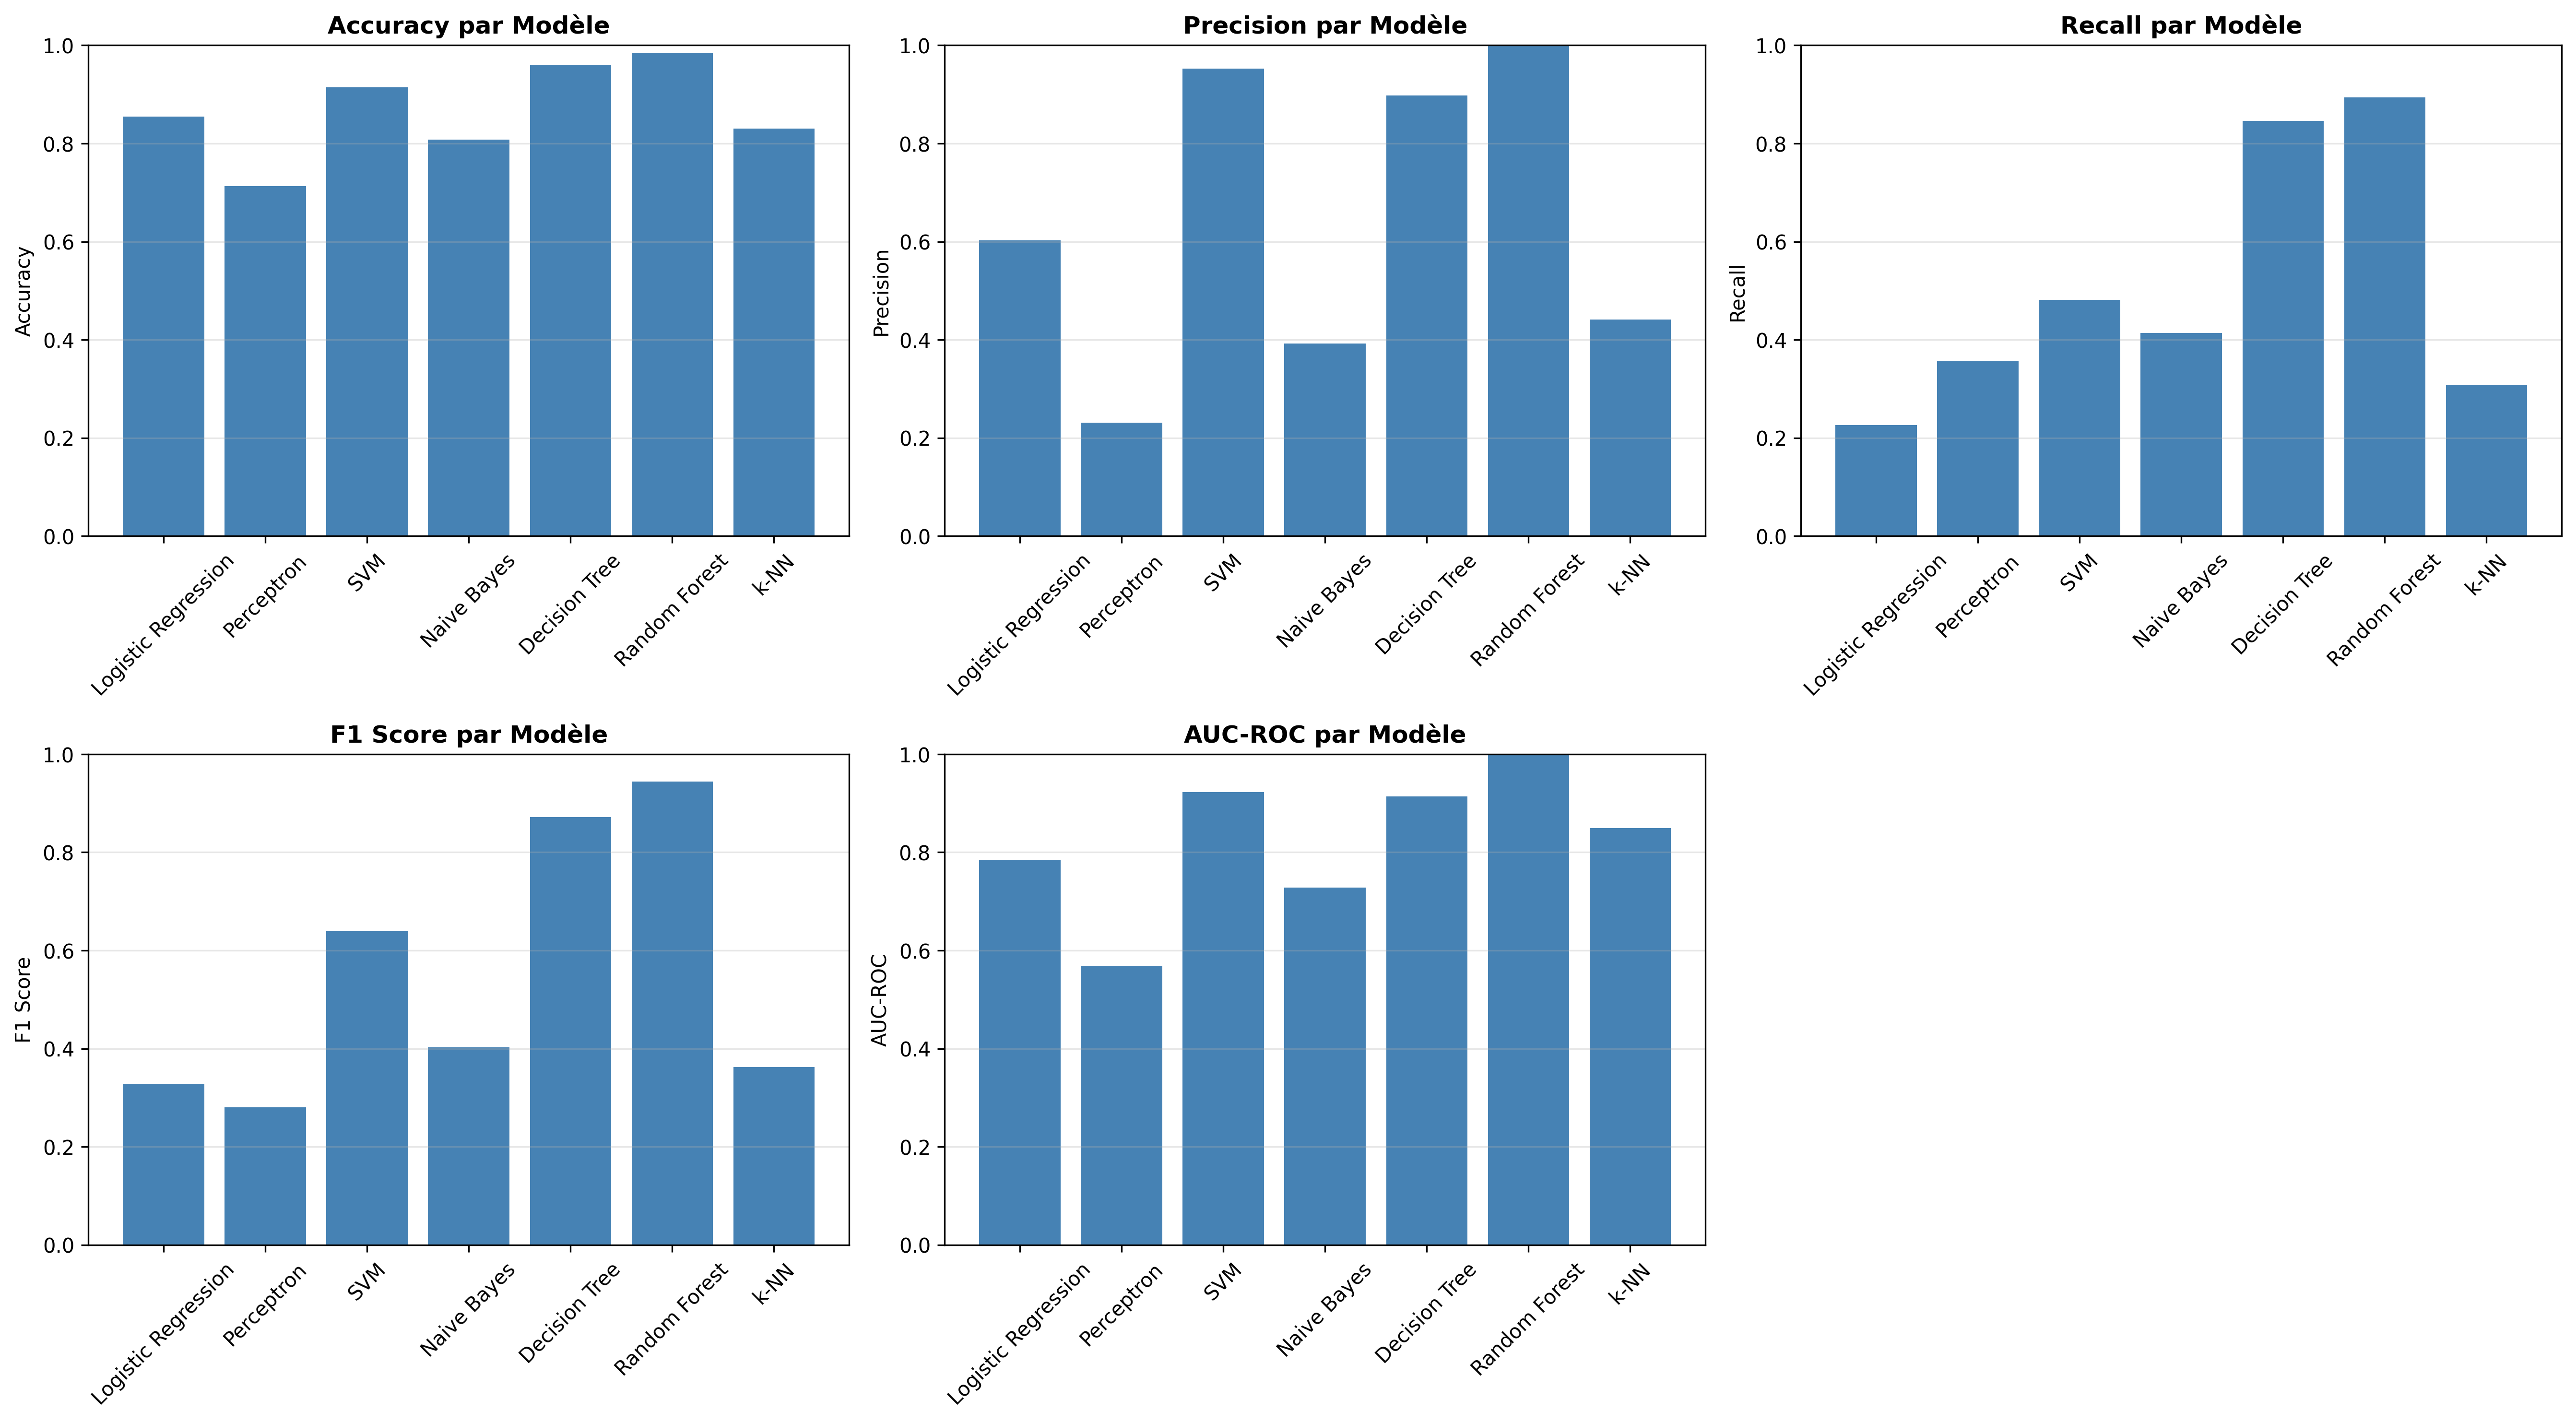 Accuracy par Modèle
Accuracy
1.0
0.8
0.6
0.4
0.2
0.0
Logistic Regression
Perceptron
SVM
Naive Bayes
Decision Tree
Random Forest
k-NN
Precision par Modèle
Precision
1.0
0.8
0.6
0.4
0.2
0.0
Logistic Regression
Perceptron
SVM
Naive Bayes
Decision Tree
Random Forest
k-NN
Recall par Modèle
Recall
1.0
0.8
0.6
0.4
0.2
0.0
Logistic Regression
Perceptron
SVM
Naive Bayes
Decision Tree
Random Forest
k-NN
F1 Score par Modèle
F1 Score
1.0
0.8
0.6
0.4
0.2
0.0
Logistic Regression
Perceptron
SVM
Naive Bayes
Decision Tree
Random Forest
k-NN
AUC-ROC par Modèle
AUC-ROC
1.0
0.8
0.6
0.4
0.2
0.0
Logistic Regression
Perceptron
SVM
Naive Bayes
Decision Tree
Random Forest
k-NN